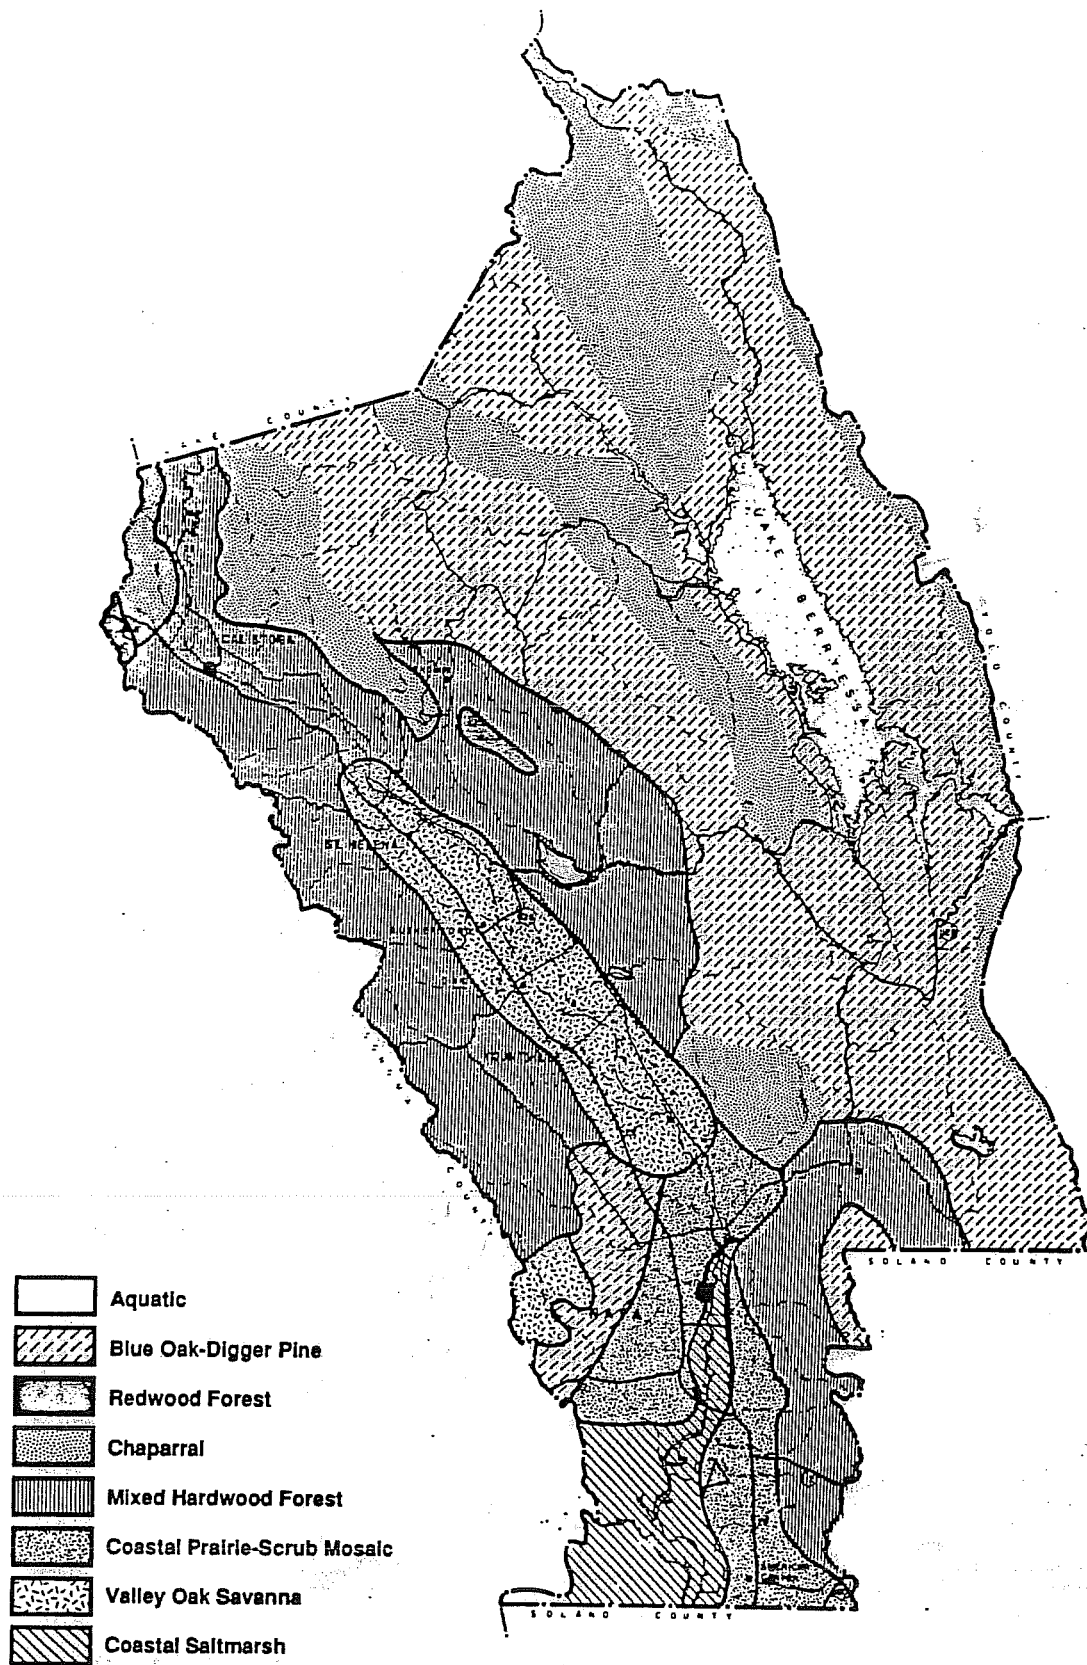 LAKE COUNTY
CALISTOGA
LAKE BERRYESSA
YOLO COUNTY
ST. HELENA
NAPA
SOLANO COUNTY
SOLANO COUNTY
Aquatic
Blue Oak-Digger Pine
Redwood Forest
Chaparral
Mixed Hardwood Forest
Coastal Prairie-Scrub Mosaic
Valley Oak Savanna
Coastal Saltmarsh